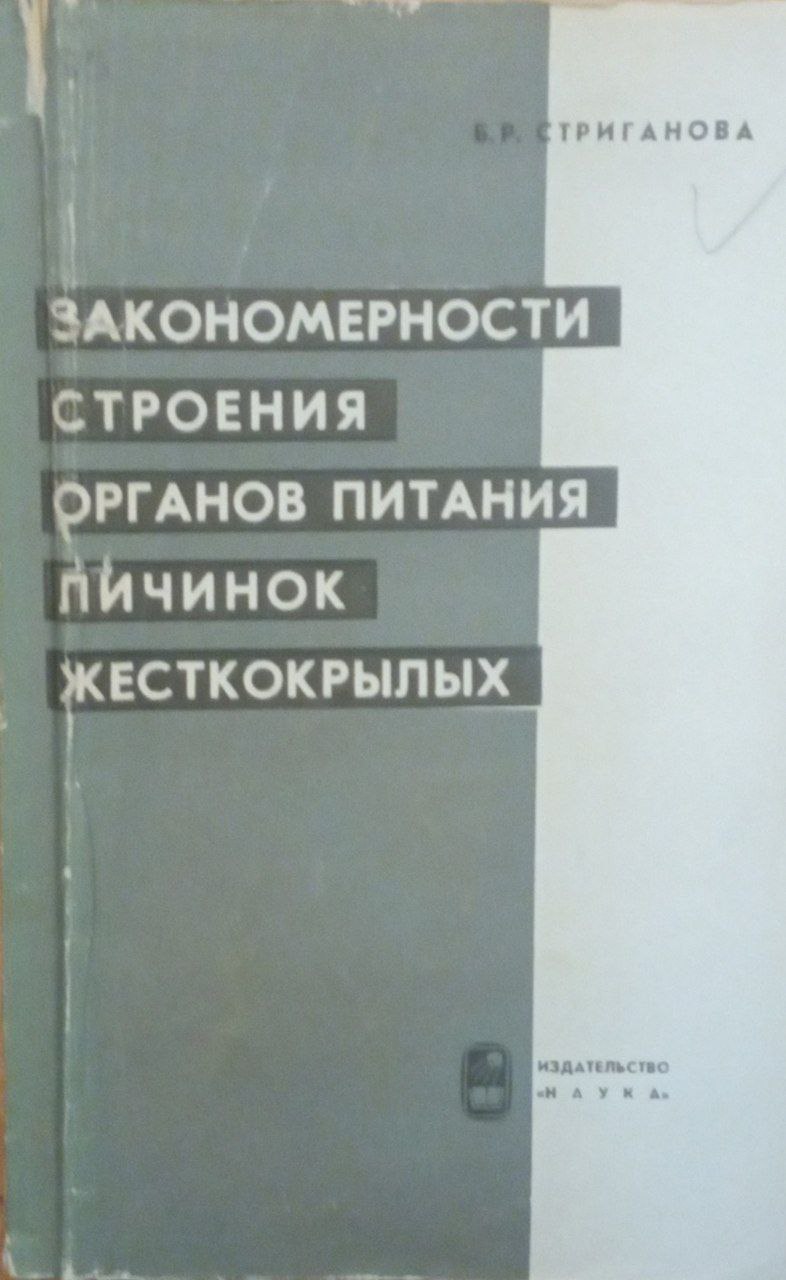 Б. Р. СТРИГАНОВА
ЗАКОНОМЕРНОСТИ
СТРОЕНИЯ
ОРГАНОВ ПИТАНИЯ
ЛИЧИНОК
ЖЕСТКОКРЫЛЫХ
ИЗДАТЕЛЬСТВО
«НАУКА»